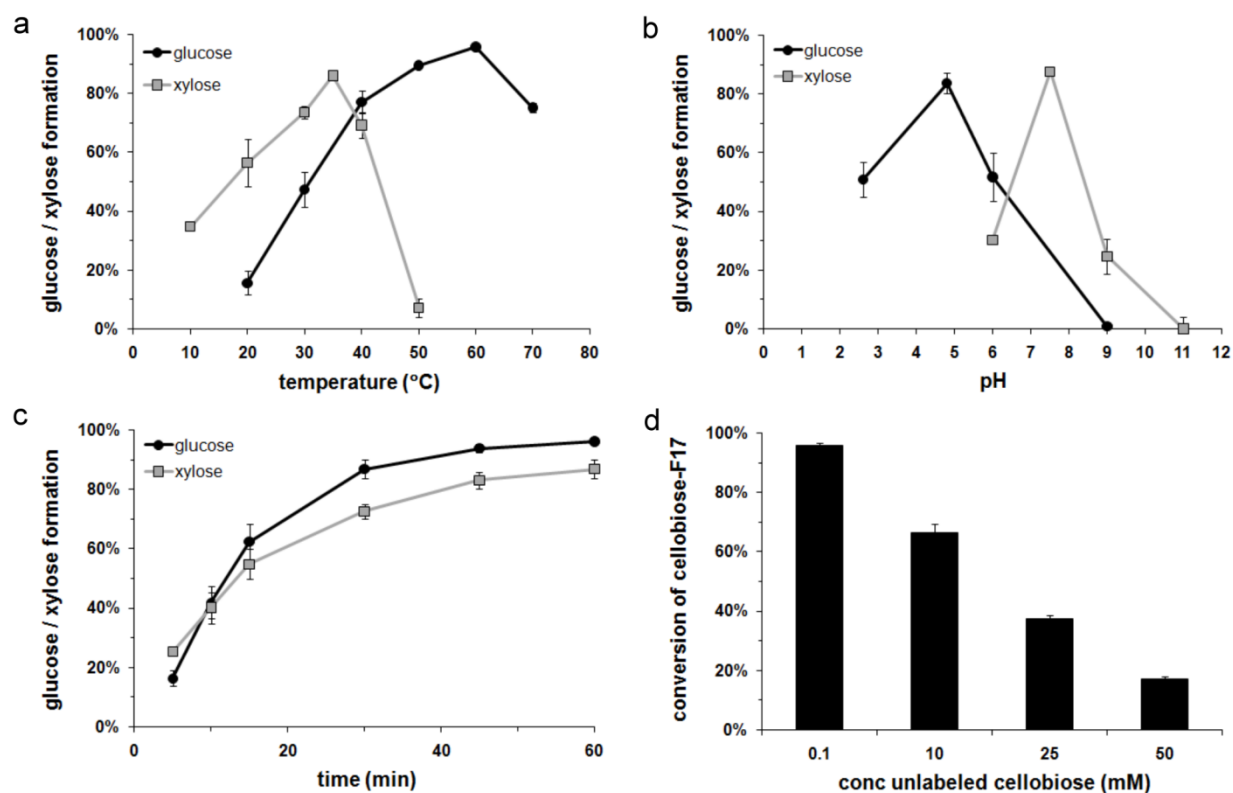 a
glucose / xylose formation
100%
80%
60%
40%
20%
0%
glucose
xylose
0 10 20 30 40 50 60 70 80
temperature (°C)
b
glucose / xylose formation
100%
80%
60%
40%
20%
0%
glucose
xylose
0 1 2 3 4 5 6 7 8 9 10 11 12
pH
c
glucose / xylose formation
100%
80%
60%
40%
20%
0%
glucose
xylose
0 20 40 60
time (min)
d
conversion of cellobiose-F17
100%
80%
60%
40%
20%
0%
0.1 10 25 50
conc unlabeled cellobiose (mM)